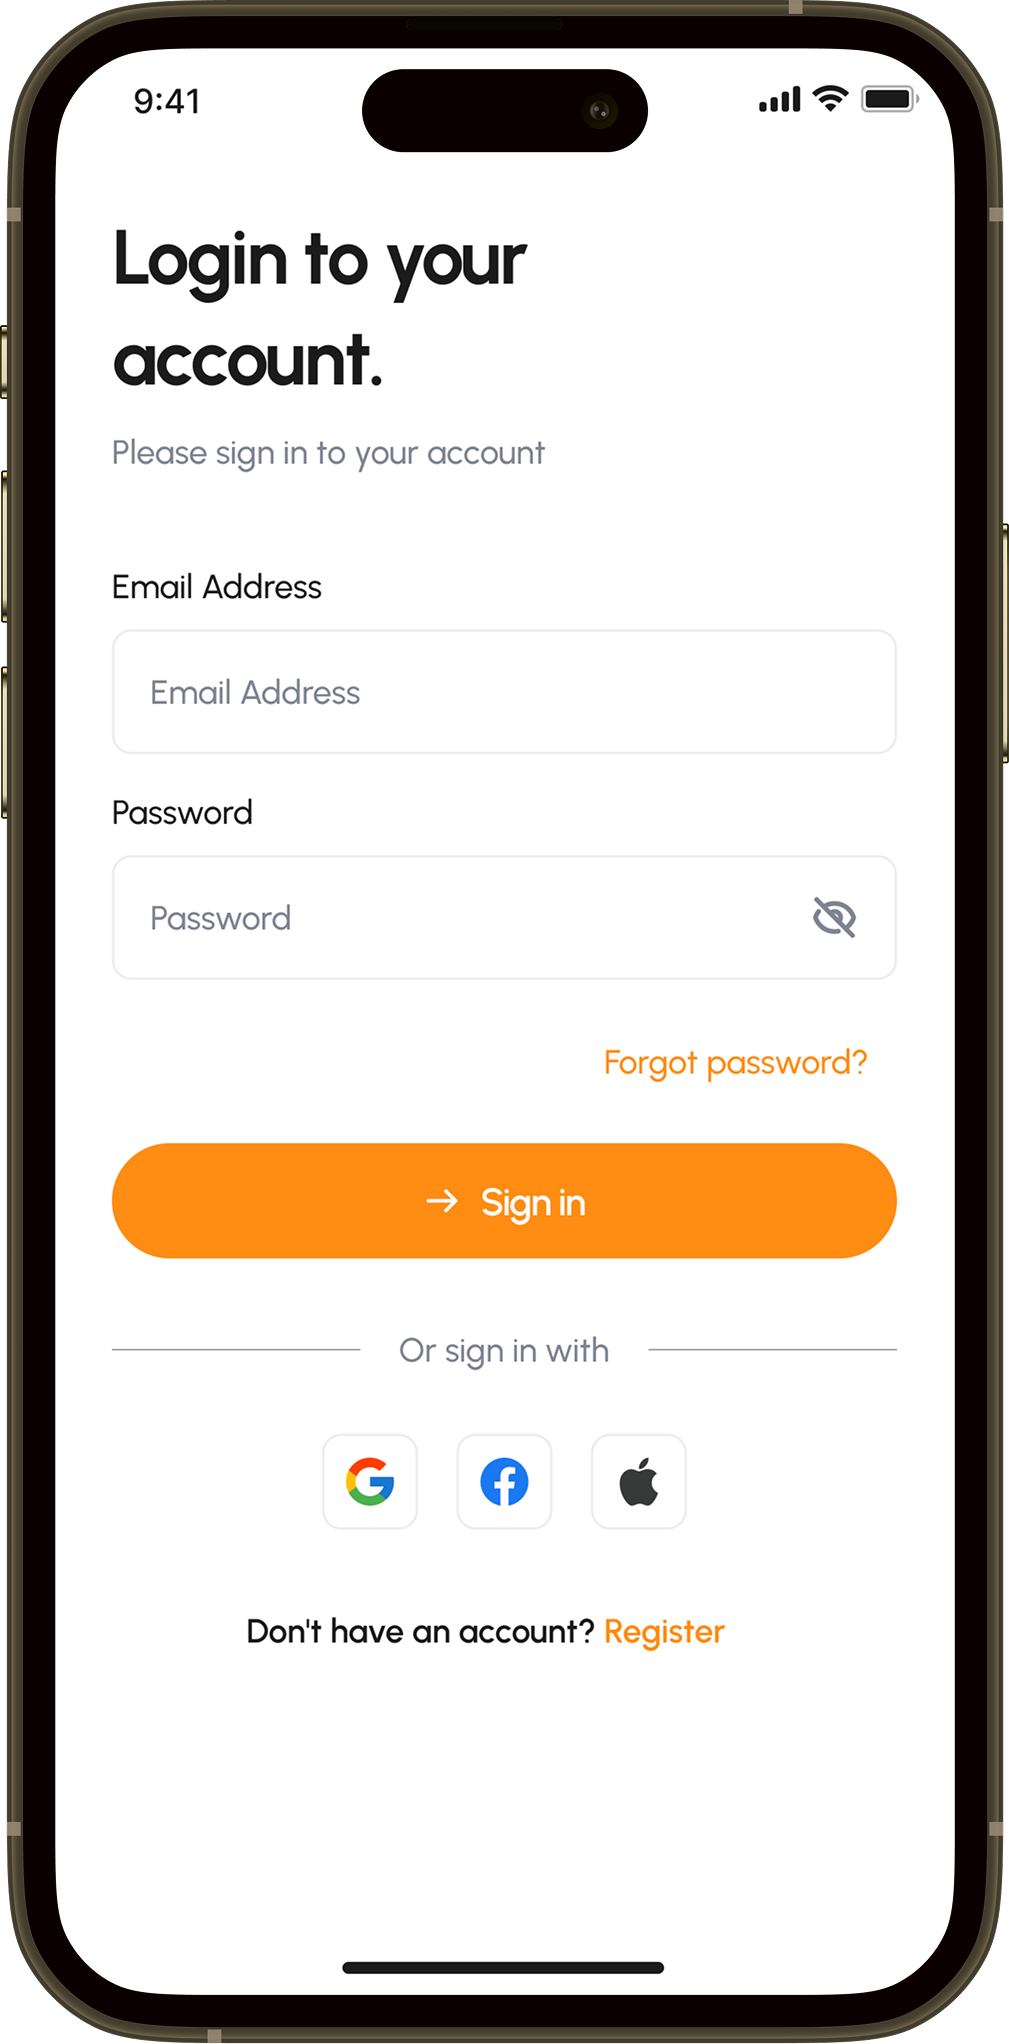 9:41
Login to your
account.
Please sign in to your account
Email Address
Email Address
Password
Password
Forgot password?
Sign in
Or sign in with
Don't have an account? Register